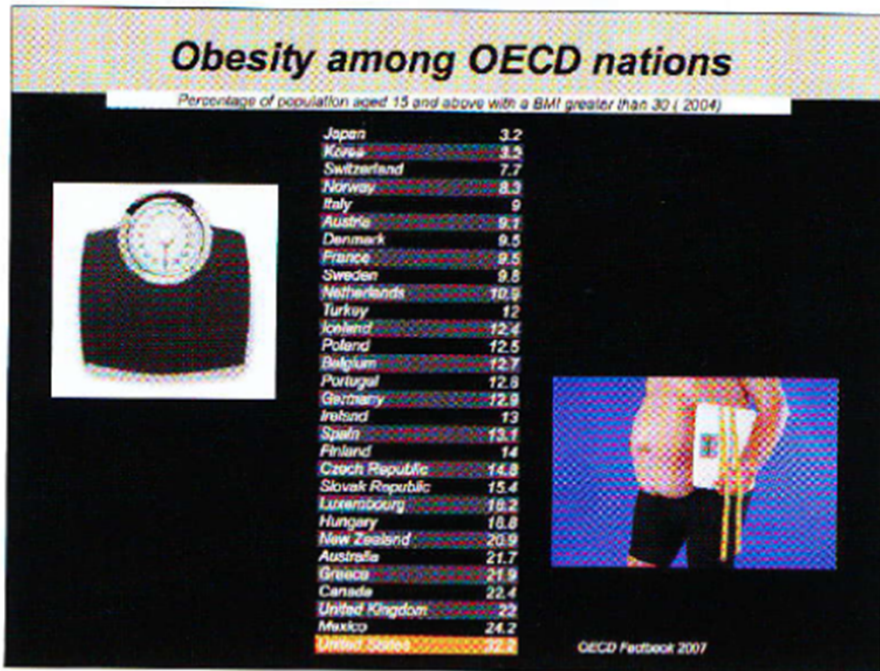 Obesity among OECD nations
Percentage of population aged 15 and above with a BMI greater than 30 ( 2004)
Japan 3.2
Korea 3.5
Switzerland 7.7
Norway 8.3
Italy 9
Austria 9.1
Denmark 9.5
France 9.5
Sweden 9.8
Netherlands 10.9
Turkey 12
Iceland 12.4
Poland 12.5
Belgium 12.7
Portugal 12.8
Germany 12.9
Ireland 13
Spain 13.1
Finland 14
Czech Republic 14.8
Slovak Republic 15.4
Luxembourg
Hungary 18.8
New Zealand 20.9
Australia 21.7
Greece 21.9
Canada 22.4
United Kingdom 22
Mexico 24.2
United States 32.2
OECD Factbook 2007